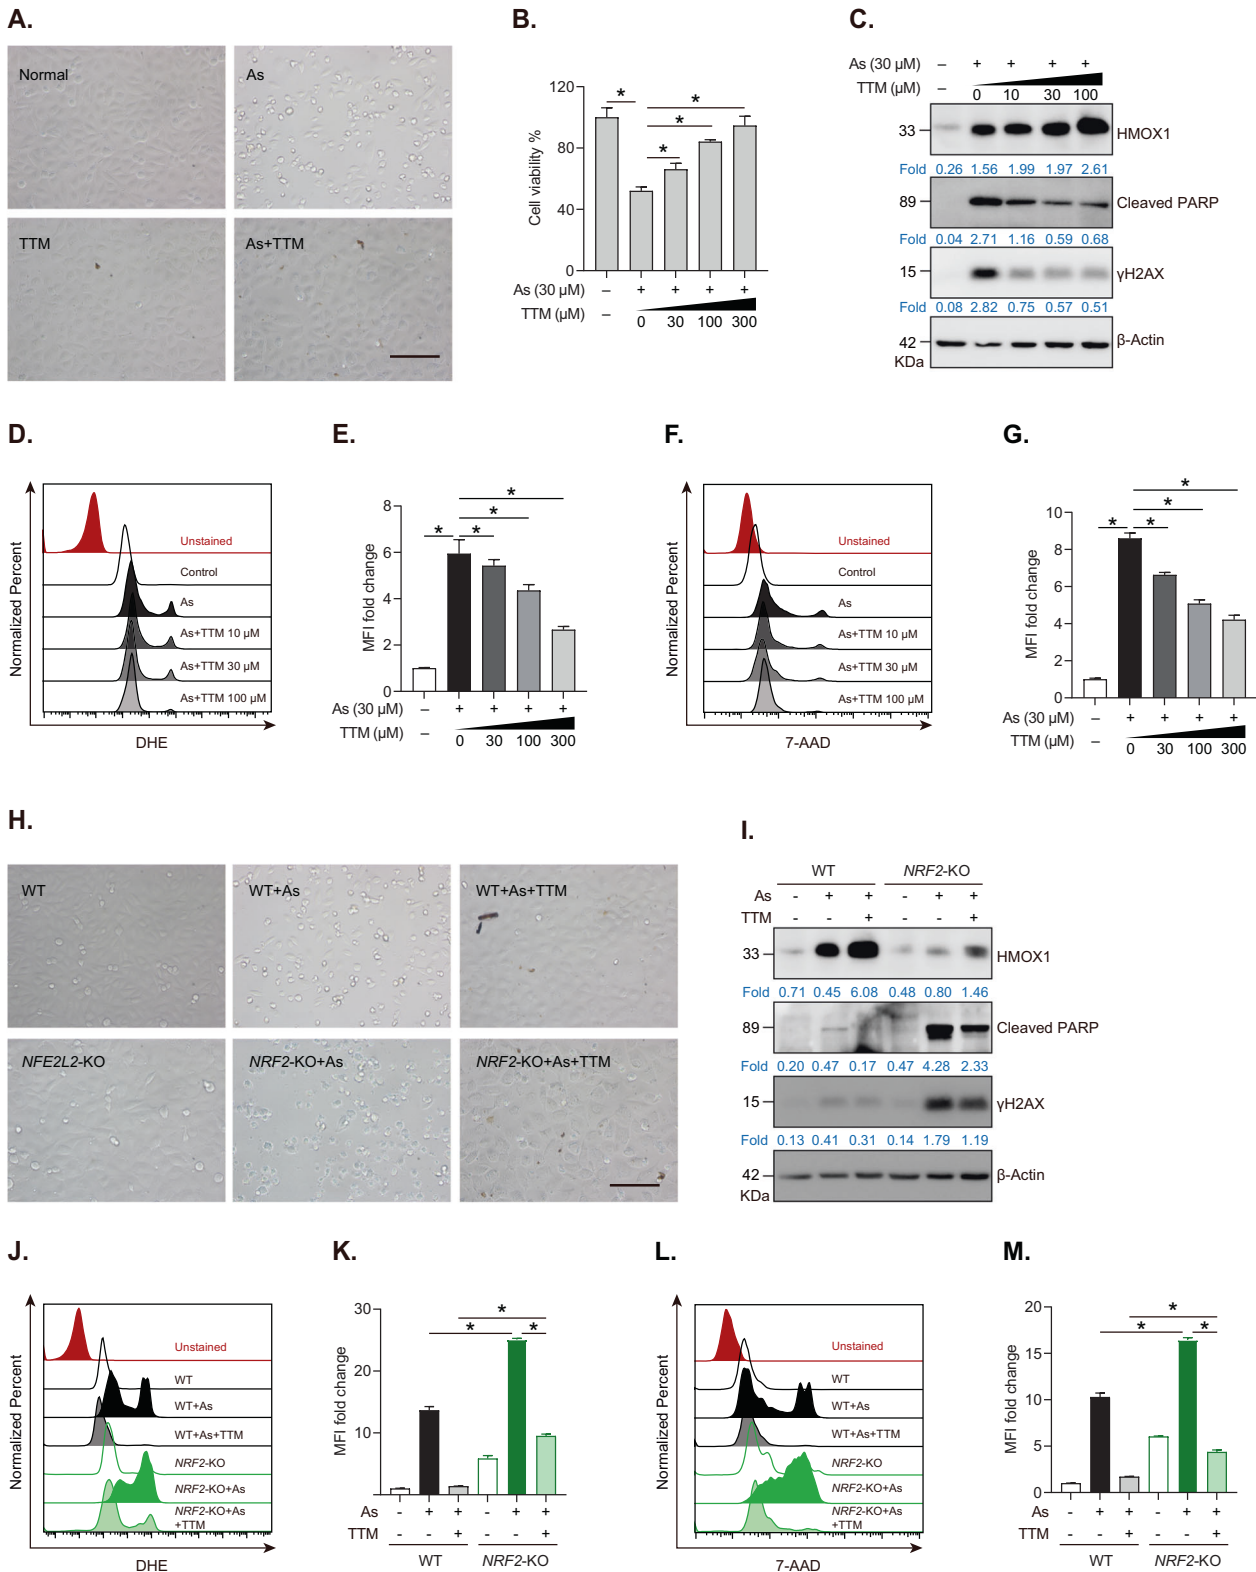 A.
Normal
As
TTM
As+TTM
B.
Cell viability %
120
80
40
0
*
*
*
*
As (30 µM) – + + + +
TTM (µM) – 0 30 100 300
C.
As (30 µM) – + + + +
TTM (µM) – 0 10 30 100
33 HMOX1
Fold 0.26 1.56 1.99 1.97 2.61
89 Cleaved PARP
Fold 0.04 2.71 1.16 0.59 0.68
15 γH2AX
Fold 0.08 2.82 0.75 0.57 0.51
42 β-Actin
KDa
D.
Normalized Percent
Unstained
Control
As
As+TTM 10 µM
As+TTM 30 µM
As+TTM 100 µM
DHE
E.
MFI fold change
8
6
4
2
0
*
*
*
*
As (30 µM) – + + + +
TTM (µM) – 0 30 100 300
F.
Normalized Percent
Unstained
Control
As
As+TTM 10 µM
As+TTM 30 µM
As+TTM 100 µM
7-AAD
G.
MFI fold change
10
8
6
4
2
0
*
*
*
*
As (30 µM) – + + + +
TTM (µM) – 0 30 100 300
H.
WT
WT+As
WT+As+TTM
NFE2L2-KO
NRF2-KO+As
NRF2-KO+As+TTM
I.
WT NRF2-KO
As - + + - + +
TTM - - + - - +
33 HMOX1
Fold 0.71 0.45 6.08 0.48 0.80 1.46
89 Cleaved PARP
Fold 0.20 0.47 0.17 0.47 4.28 2.33
15 γH2AX
Fold 0.13 0.41 0.31 0.14 1.79 1.19
42 β-Actin
KDa
J.
Normalized Percent
Unstained
WT
WT+As
WT+As+TTM
NRF2-KO
NRF2-KO+As
NRF2-KO+As
+TTM
DHE
K.
MFI fold change
30
20
10
*
*
*
As - + + - + +
TTM - - + - - +
WT NRF2-KO
L.
Normalized Percent
Unstained
WT
WT+As
WT+As+TTM
NRF2-KO
NRF2-KO+As
NRF2-KO+As
+TTM
7-AAD
M.
MFI fold change
20
15
10
5
0
*
*
*
As - + + - + +
TTM - - + - - +
WT NRF2-KO